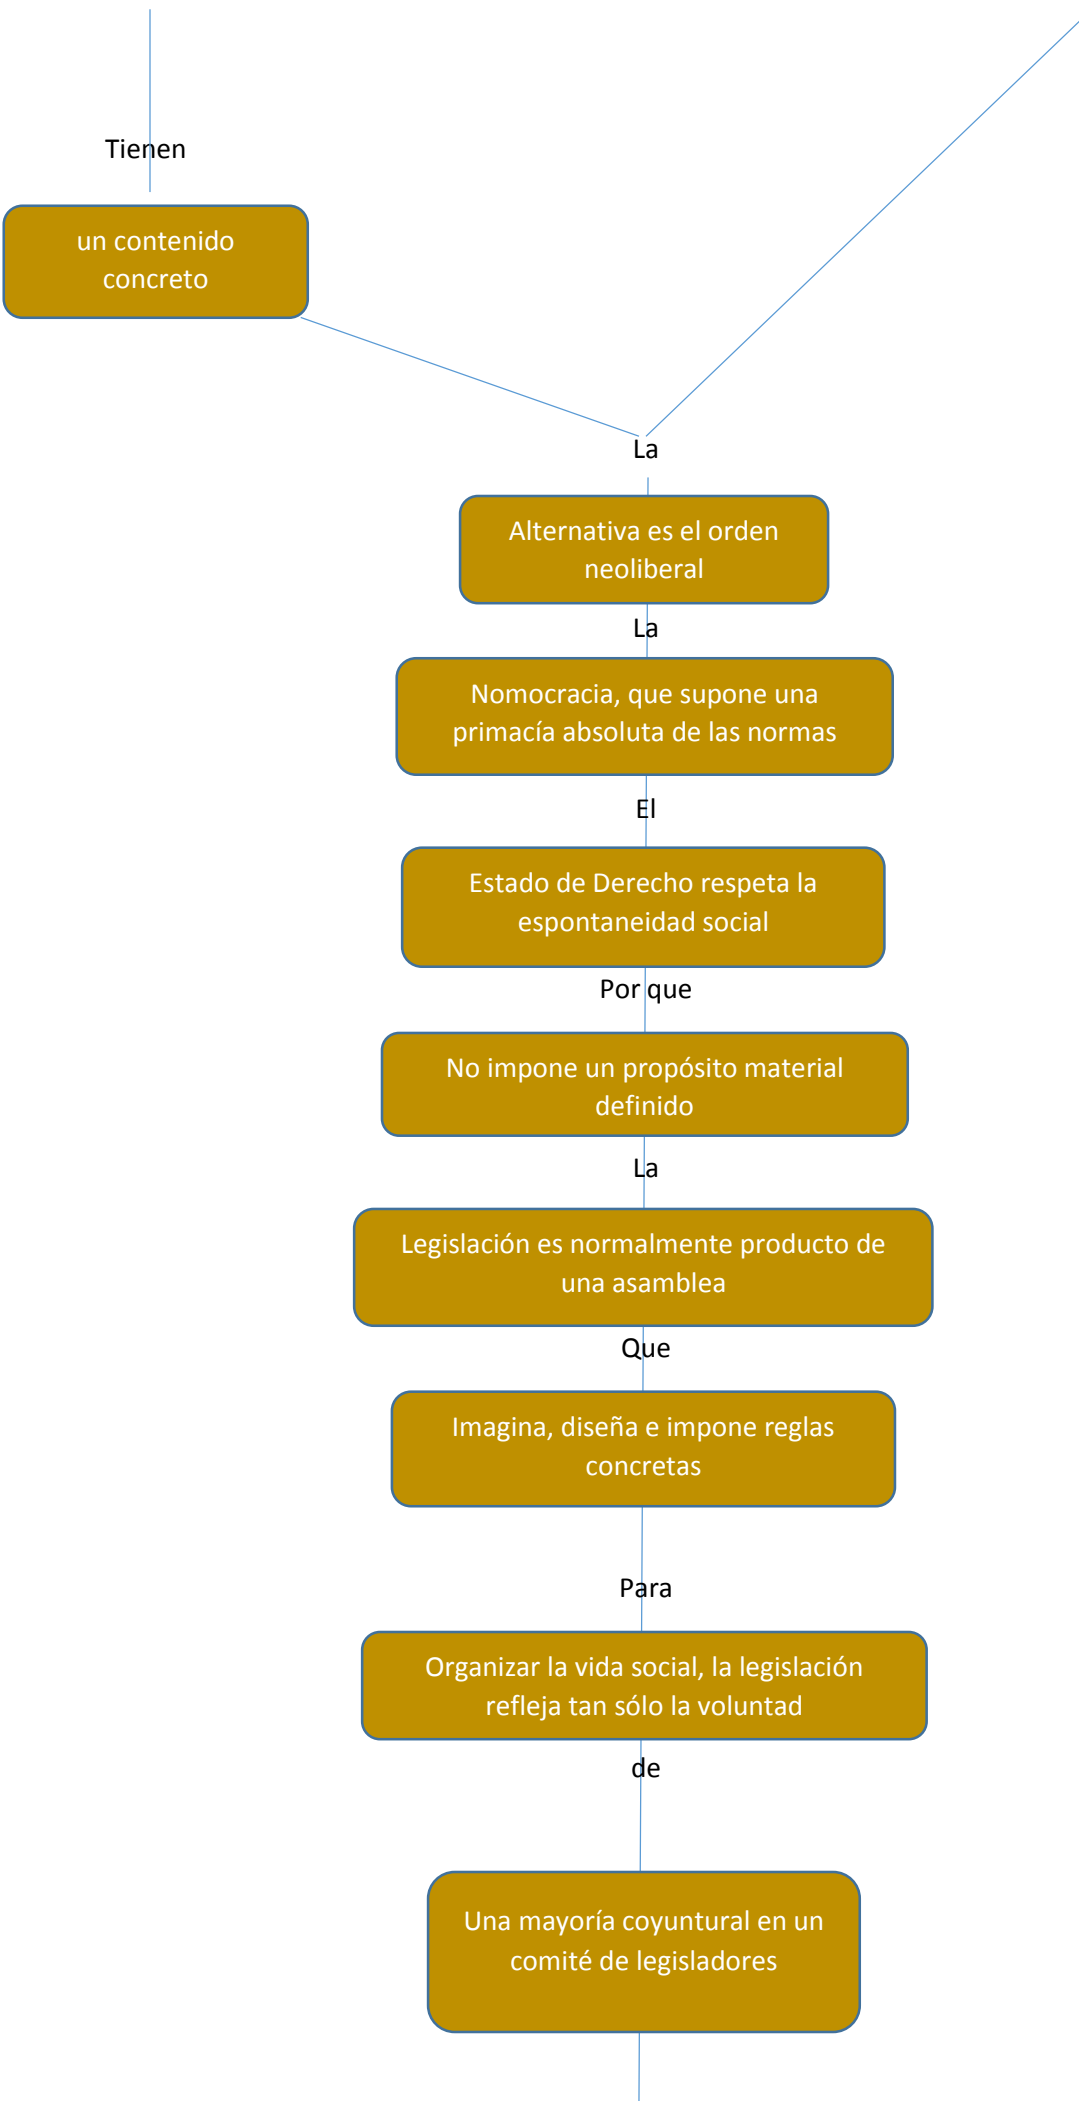 Tienen
un contenido
concreto
La
Alternativa es el orden
neoliberal
La
Nomocracia, que supone una
primacía absoluta de las normas
El
Estado de Derecho respeta la
espontaneidad social
Por que
No impone un propósito material
definido
La
Legislación es normalmente producto de
una asamblea
Que
Imagina, diseña e impone reglas
concretas
Para
Organizar la vida social, la legislación
refleja tan sólo la voluntad
de
Una mayoría coyuntural en un
comité de legisladores